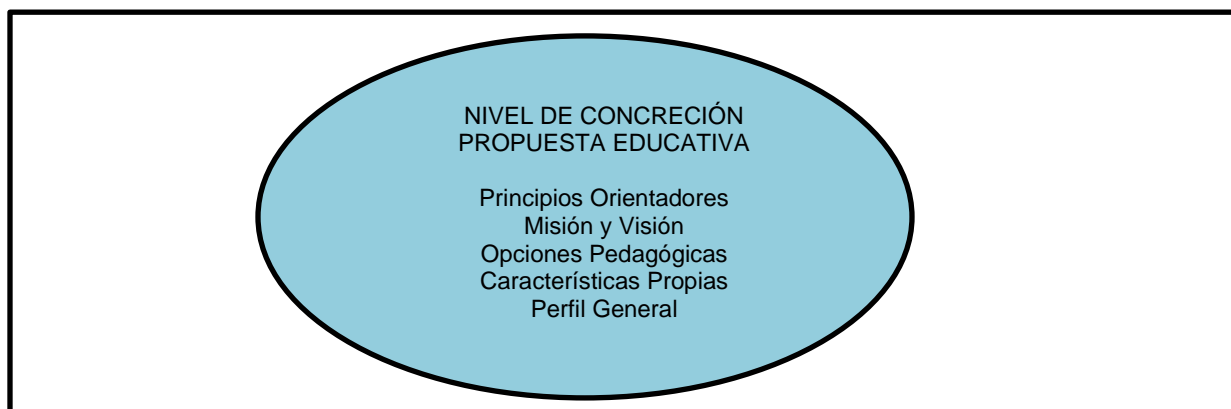 NIVEL DE CONCRECIÓN
PROPUESTA EDUCATIVA
Principios Orientadores
Misión y Visión
Opciones Pedagógicas
Características Propias
Perfil General